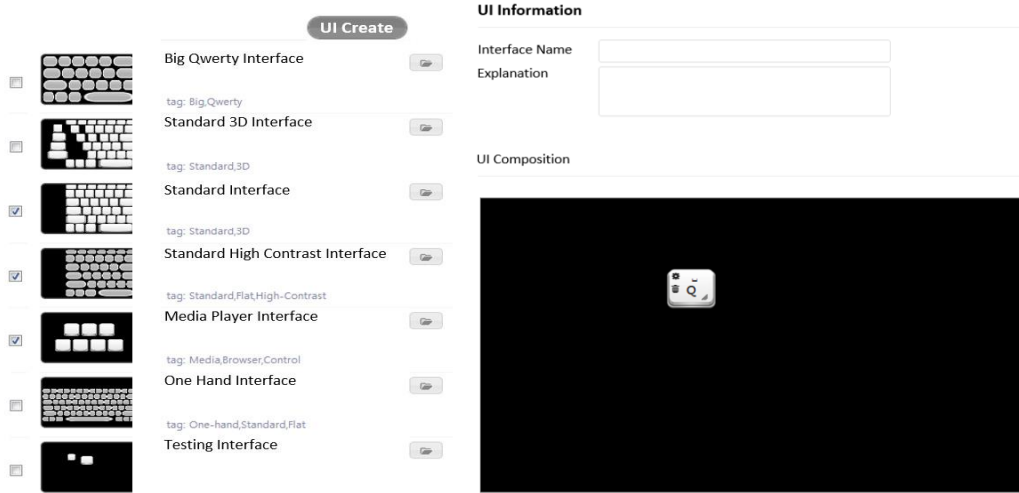 UI Create
Big Qwerty Interface
tag: Big,Qwerty
Standard 3D Interface
tag: Standard,3D
Standard Interface
tag: Standard,3D
Standard High Contrast Interface
tag: Standard,Flat,High-Contrast
Media Player Interface
tag: Media,Browser,Control
One Hand Interface
tag: One-hand,Standard,Flat
Testing Interface
UI Information
Interface Name
Explanation
UI Composition
Q